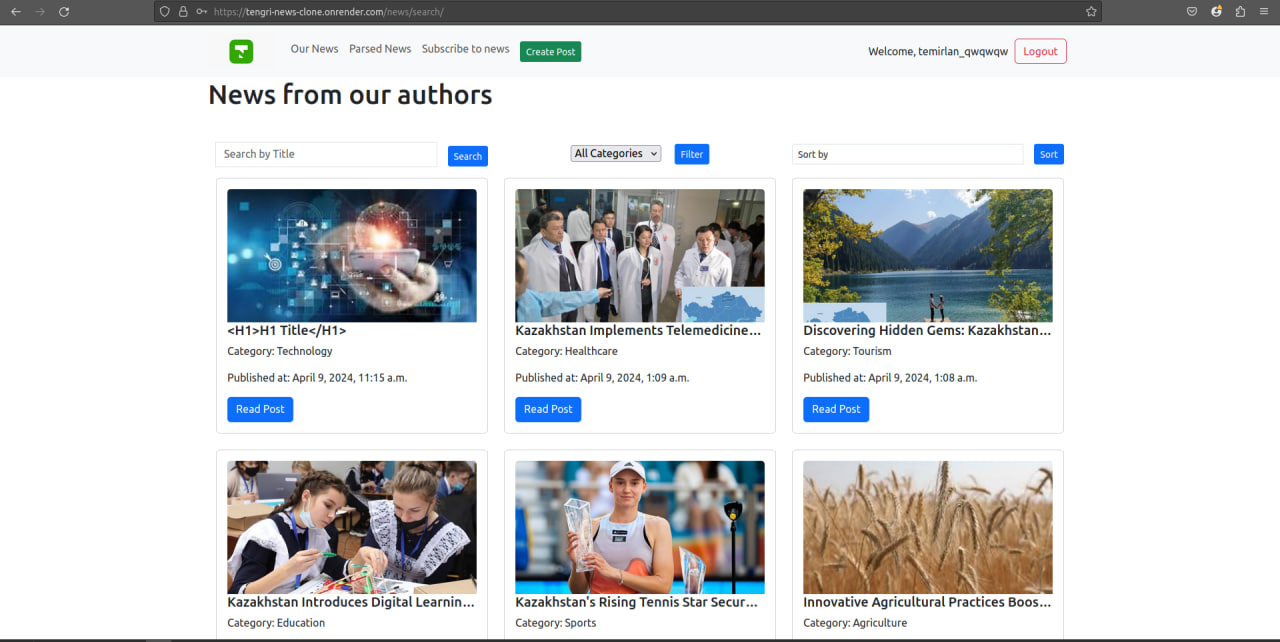 https://tengri-news-clone.onrender.com/news/search/
Our News Parsed News Subscribe to news Create Post Welcome, temirlan_qwqwqw Logout
News from our authors
Search by Title Search All Categories Filter Sort by Sort
<H1>H1 Title</H1>
Category: Technology
Published at: April 9, 2024, 11:15 a.m.
Read Post
Kazakhstan Implements Telemedicine...
Category: Healthcare
Published at: April 9, 2024, 1:09 a.m.
Read Post
Discovering Hidden Gems: Kazakhstan...
Category: Tourism
Published at: April 9, 2024, 1:08 a.m.
Read Post
Kazakhstan Introduces Digital Learnin...
Category: Education
Kazakhstan's Rising Tennis Star Secur...
Category: Sports
Innovative Agricultural Practices Boos...
Category: Agriculture